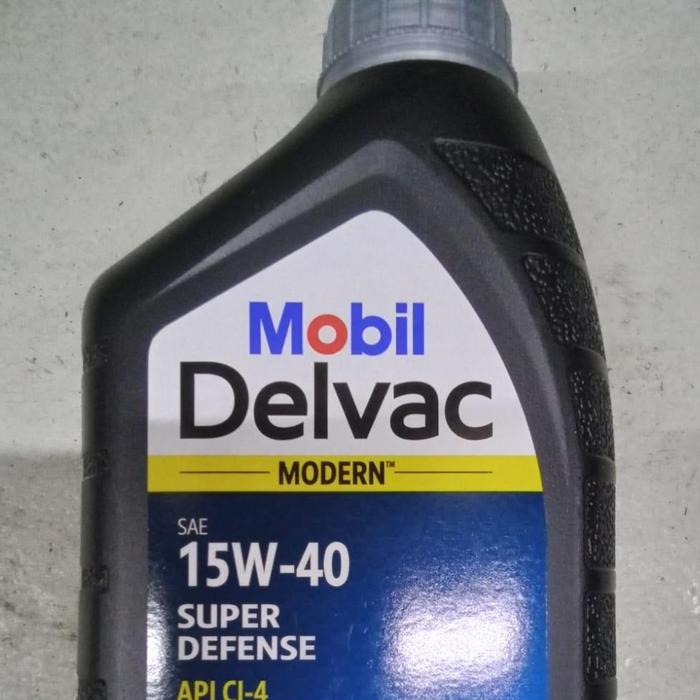 Mobil
Delvac
MODERN™
SAE
15W-40
SUPER
DEFENSE
API CI-4